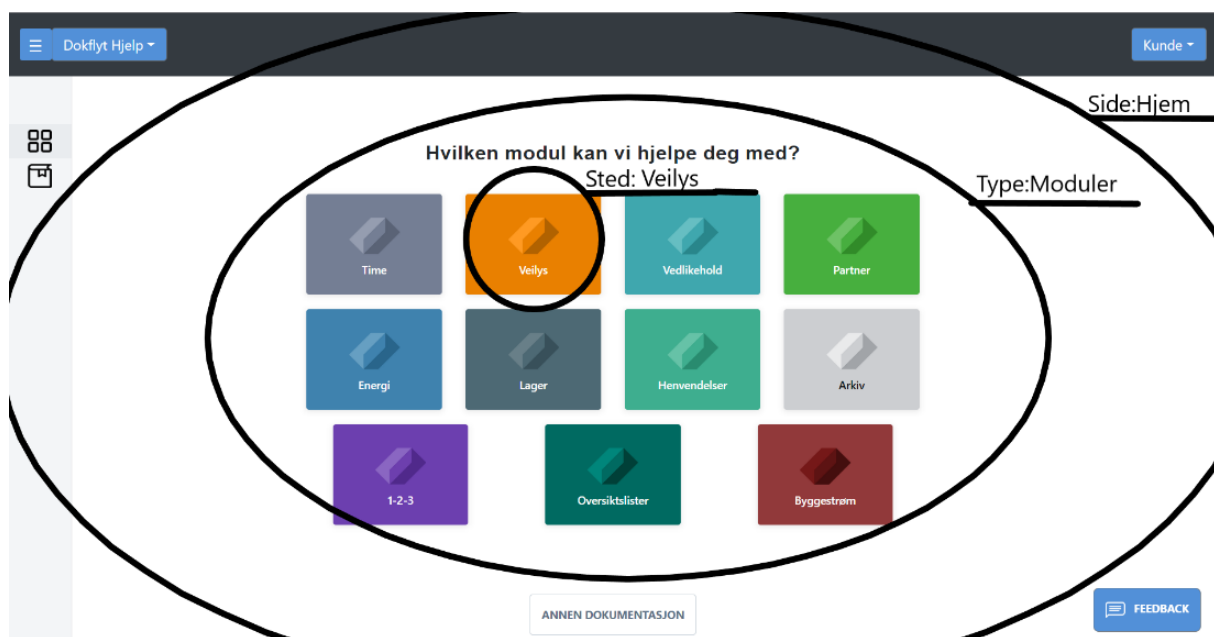 Dokflyt Hjelp
Kunde
Side:Hjem
Hvilken modul kan vi hjelpe deg med?
Sted: Veilys
Type:Moduler
Time
Veilys
Vedlikehold
Partner
Energi
Lager
Henvendelser
Arkiv
1-2-3
Oversiktslister
Byggestrøm
ANNEN DOKUMENTASJON
FEEDBACK